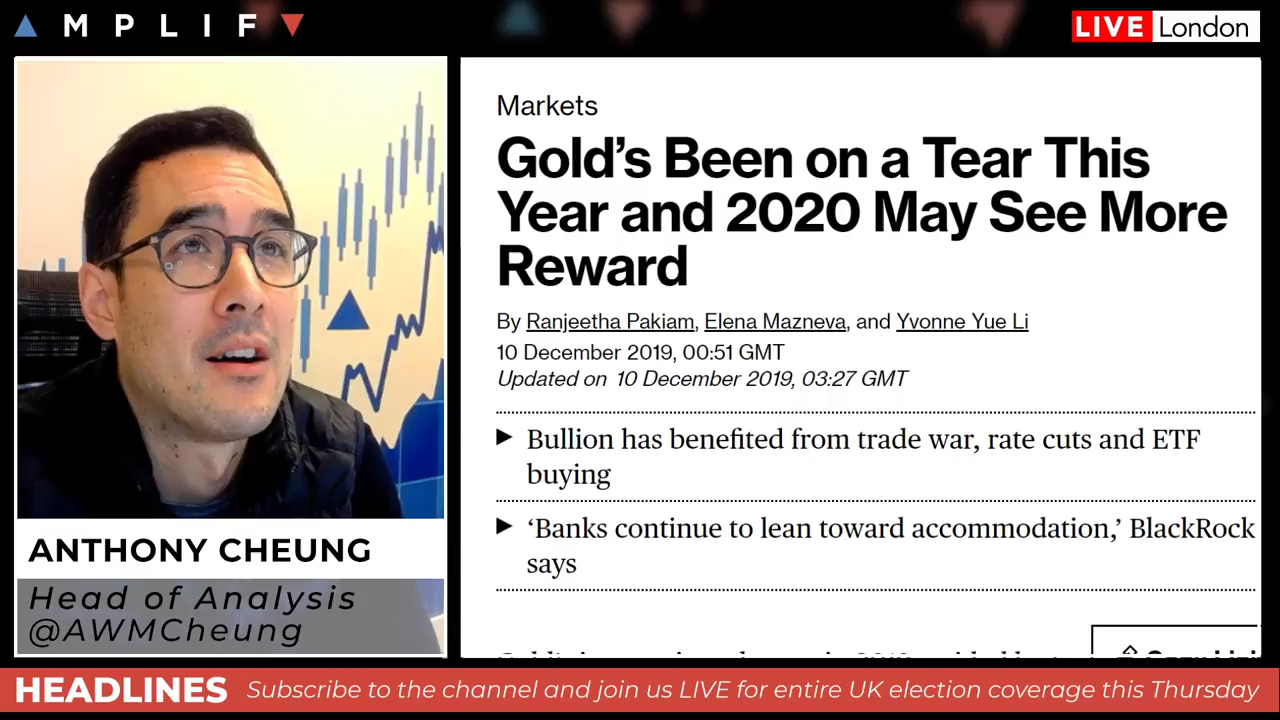 AMPLIFY
LIVE London
Markets
Gold's Been on a Tear This
Year and 2020 May See More
Reward
By Ranjeetha Pakiam, Elena Mazneva, and Yvonne Yue Li
10 December 2019, 00:51 GMT
Updated on 10 December 2019, 03:27 GMT
Bullion has benefited from trade war, rate cuts and ETF
buying
‘Banks continue to lean toward accommodation,’ BlackRock
says
ANTHONY CHEUNG
Head of Analysis
@AWMCheung
HEADLINES Subscribe to the channel and join us LIVE for entire UK election coverage this Thursday